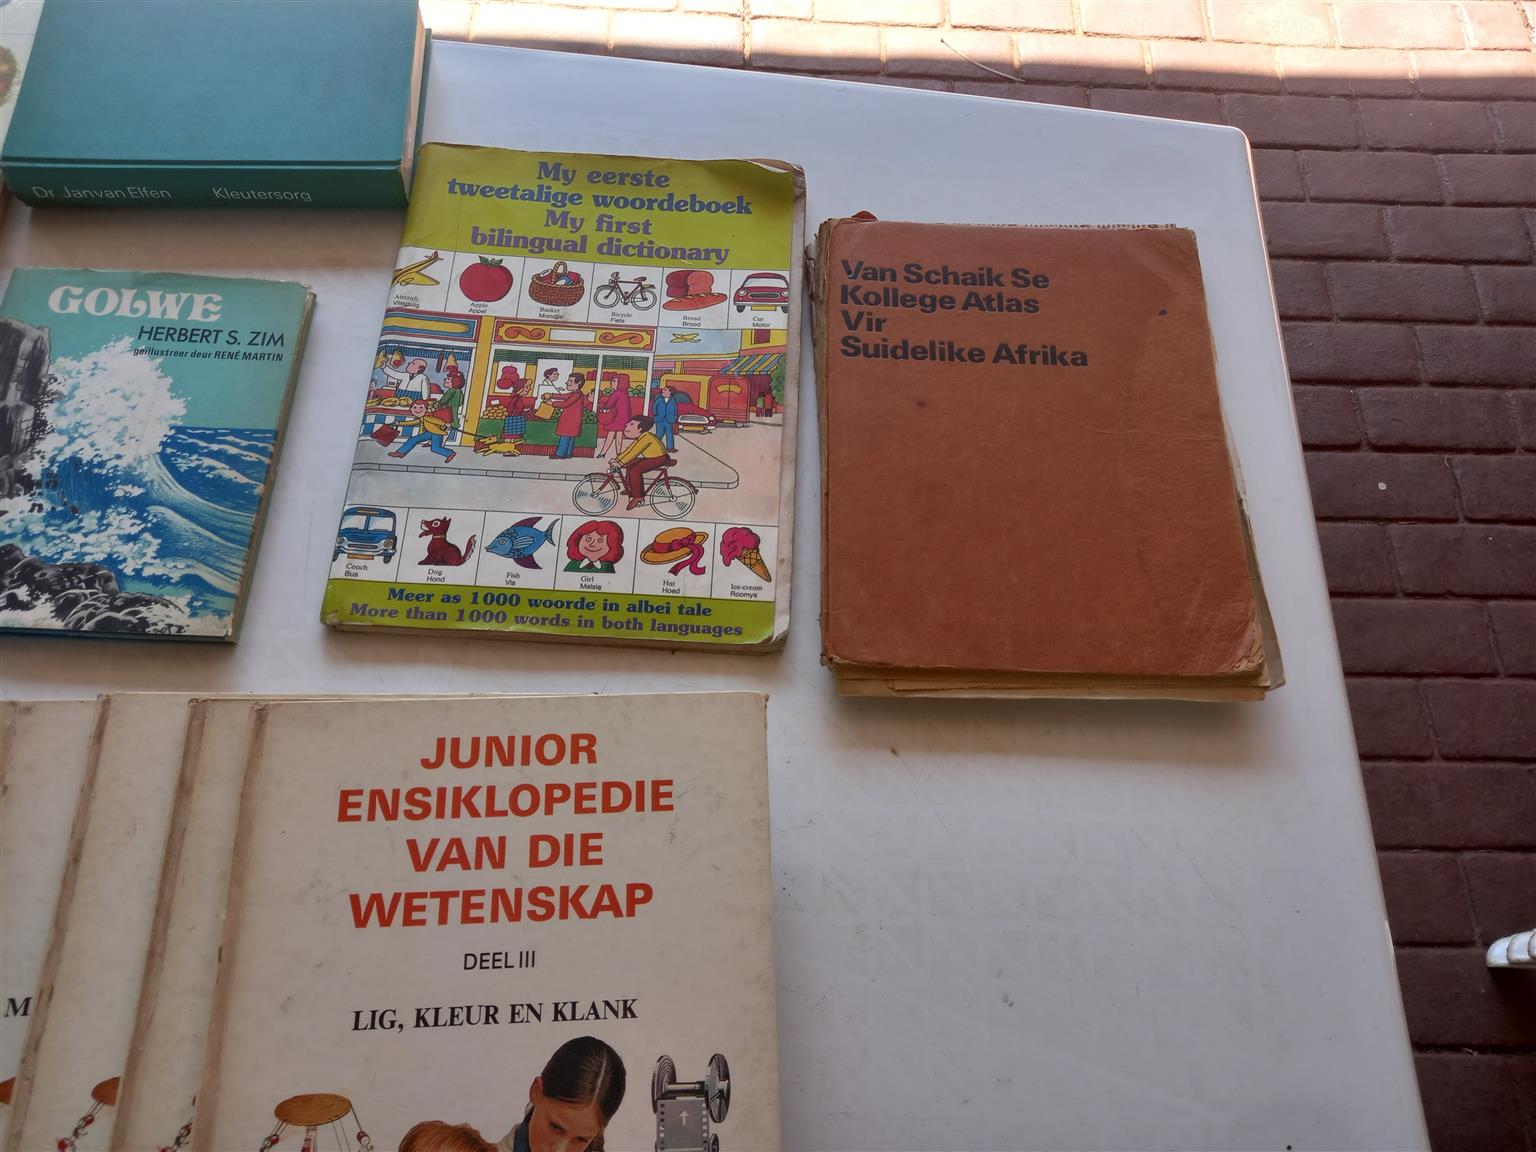 Dr. Jan van Elfen Kleutersorg
GOLWE
HERBERT S. ZIM
geïllustreer deur RENÉ MARTIN
My eerste
tweetalige woordeboek
My first
bilingual dictionary
Aircraft
Vliegtuig
Apple
Appel
Basket
Mandjie
Bicycle
Fiets
Bread
Brood
Car
Motor
Coach
Bus
Dog
Hond
Fish
Vis
Girl
Meisie
Hat
Hoed
Ice-cream
Roomys
Meer as 1000 woorde in albei tale
More than 1000 words in both languages
Van Schaik Se
Kollege Atlas
Vir
Suidelike Afrika
JUNIOR
ENSIKLOPEDIE
VAN DIE
WETENSKAP
DEEL III
LIG, KLEUR EN KLANK
M